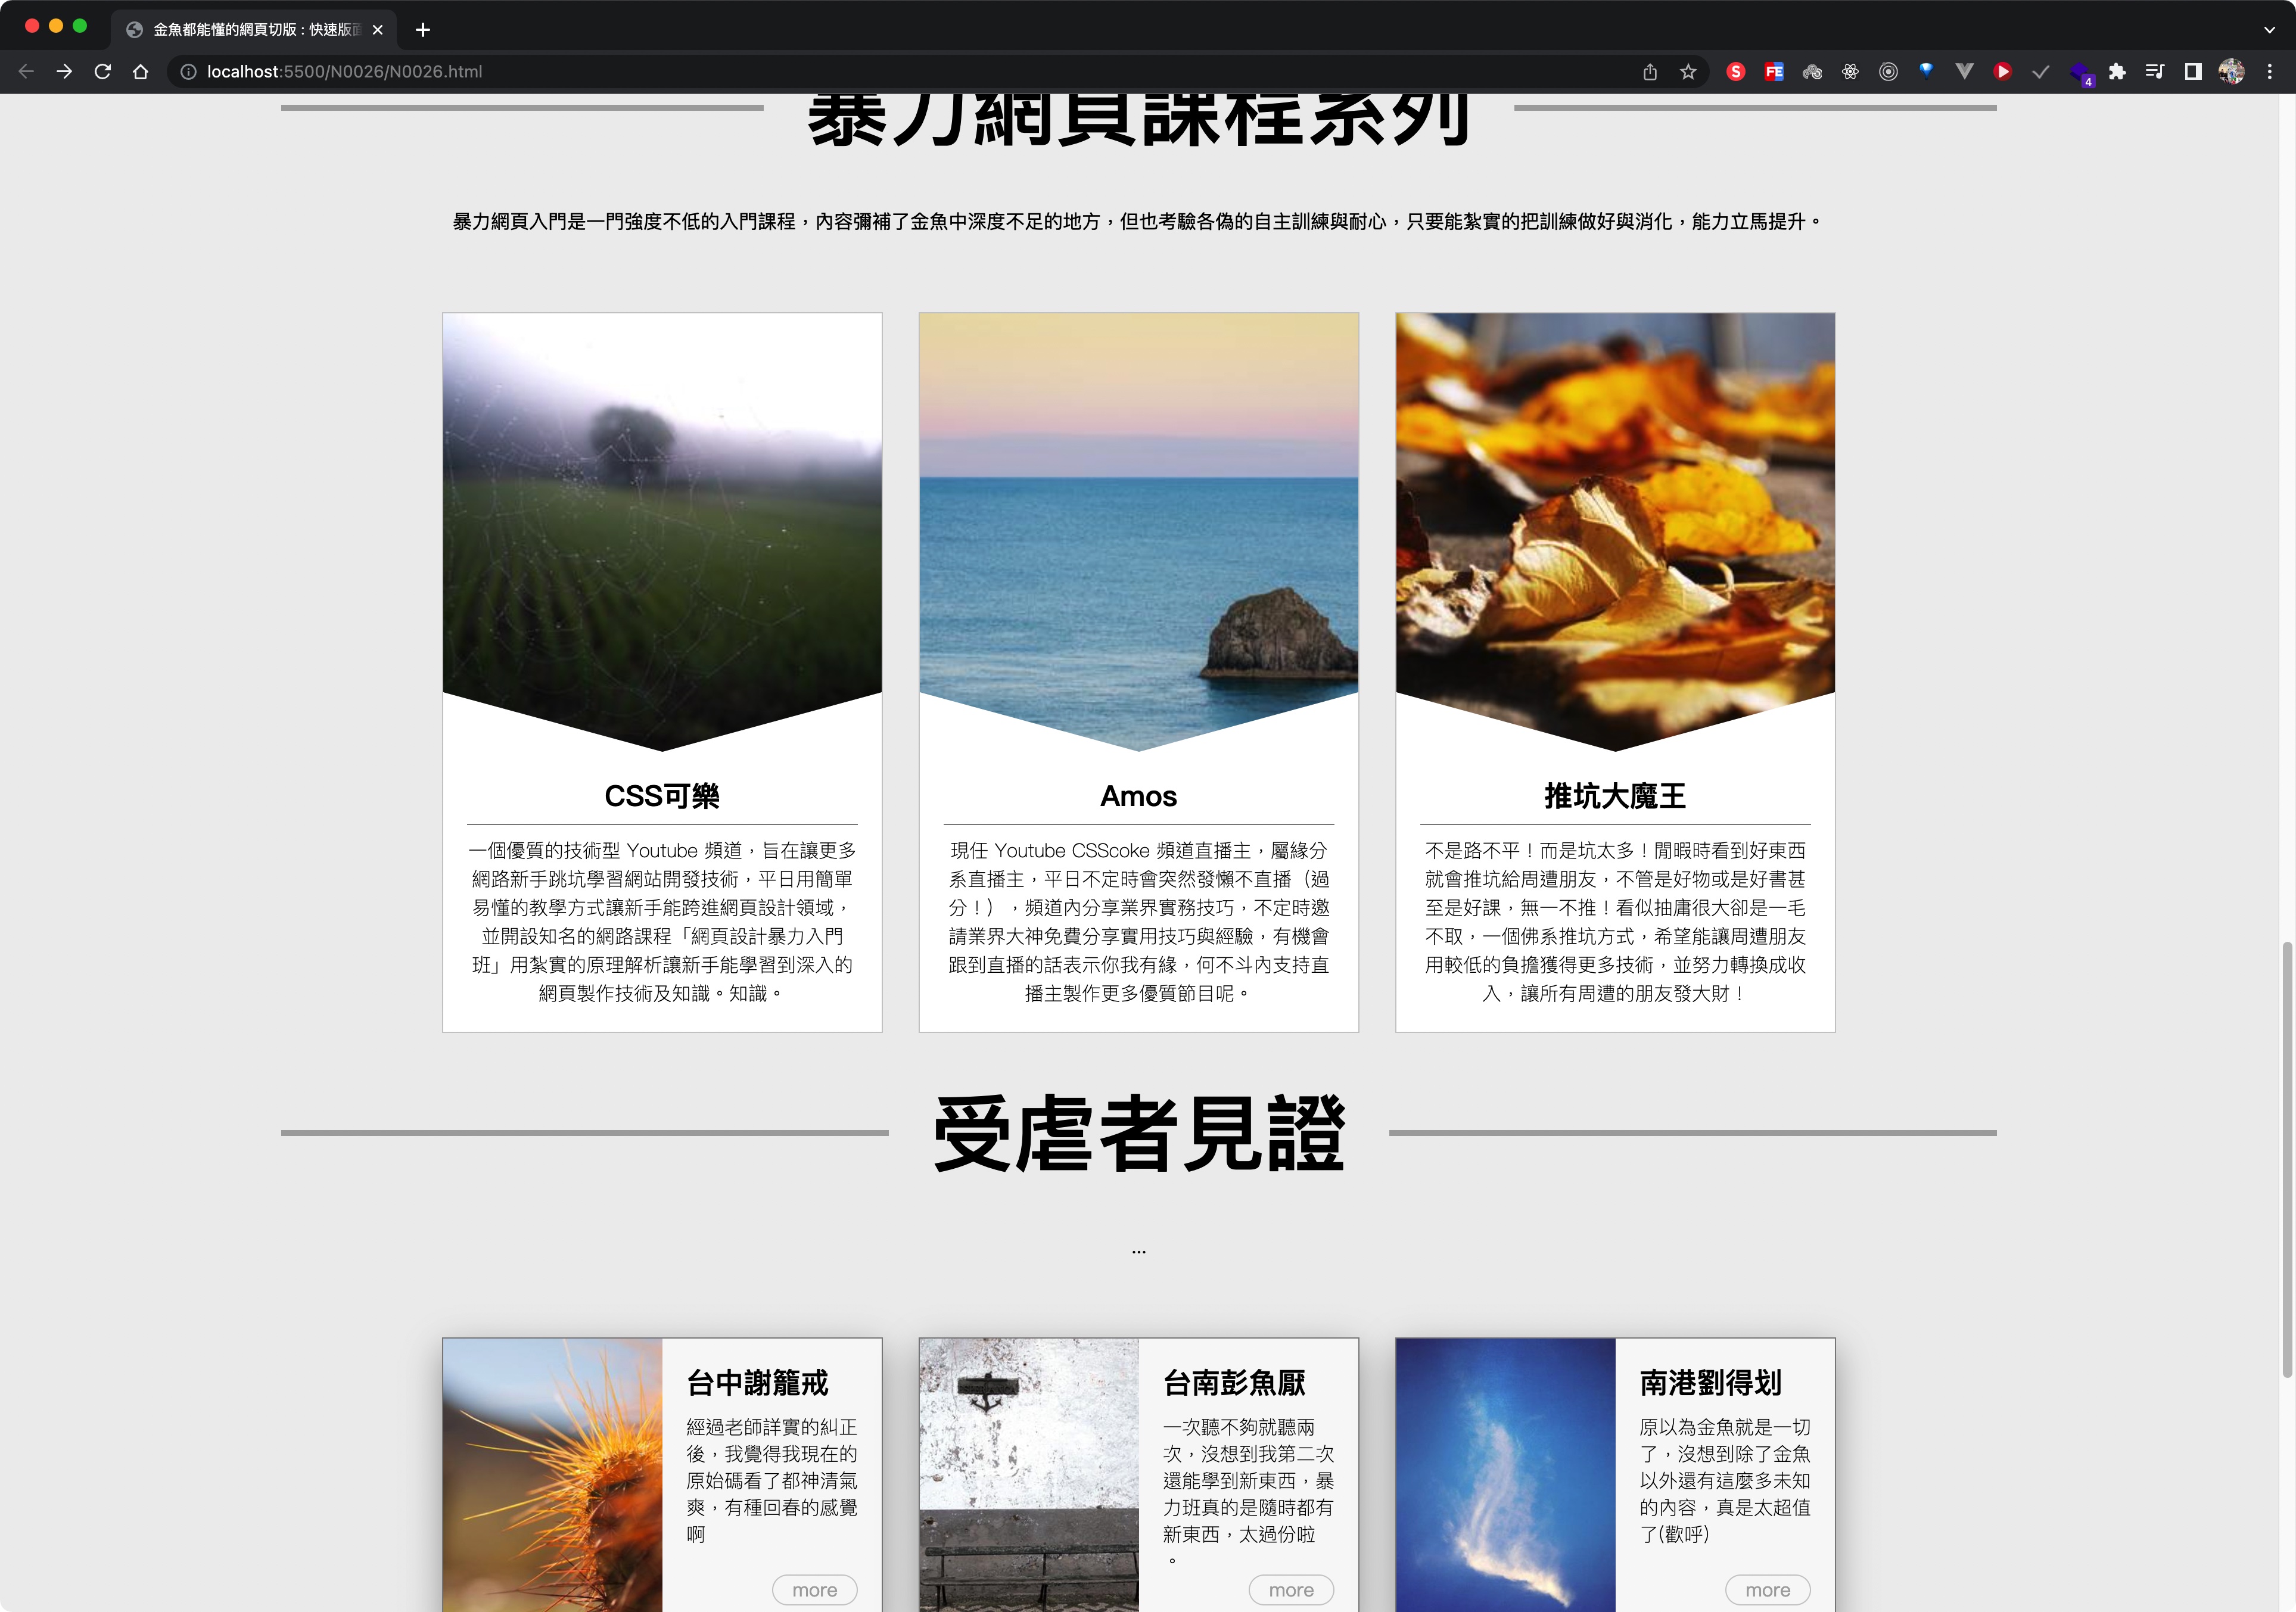 金魚都能懂的網頁切版 : 快速版面
localhost:5500/N0026/N0026.html
S
FE
4
暴力網頁課程系列
暴力網頁入門是一門強度不低的入門課程，內容彌補了金魚中深度不足的地方，但也考驗各偽的自主訓練與耐心，只要能紮實的把訓練做好與消化，能力立馬提升。
CSS可樂
一個優質的技術型 Youtube 頻道，旨在讓更多
網路新手跳坑學習網站開發技術，平日用簡單
易懂的教學方式讓新手能跨進網頁設計領域，
並開設知名的網路課程「網頁設計暴力入門
班」用紮實的原理解析讓新手能學習到深入的
網頁製作技術及知識。知識。
Amos
現任 Youtube CSScoke 頻道直播主，屬緣分
系直播主，平日不定時會突然發懶不直播（過
分！），頻道內分享業界實務技巧，不定時邀
請業界大神免費分享實用技巧與經驗，有機會
跟到直播的話表示你我有緣，何不斗內支持直
播主製作更多優質節目呢。
推坑大魔王
不是路不平！而是坑太多！閒暇時看到好東西
就會推坑給周遭朋友，不管是好物或是好書甚
至是好課，無一不推！看似抽庸很大卻是一毛
不取，一個佛系推坑方式，希望能讓周遭朋友
用較低的負擔獲得更多技術，並努力轉換成收
入，讓所有周遭的朋友發大財！
受虐者見證
...
台中謝籠戒
經過老師詳實的糾正
後，我覺得我現在的
原始碼看了都神清氣
爽，有種回春的感覺
啊
more
台南彭魚厭
一次聽不夠就聽兩
次，沒想到我第二次
還能學到新東西，暴
力班真的是隨時都有
新東西，太過份啦
。
more
南港劉得划
原以為金魚就是一切
了，沒想到除了金魚
以外還有這麼多未知
的內容，真是太超值
了(歡呼)
more